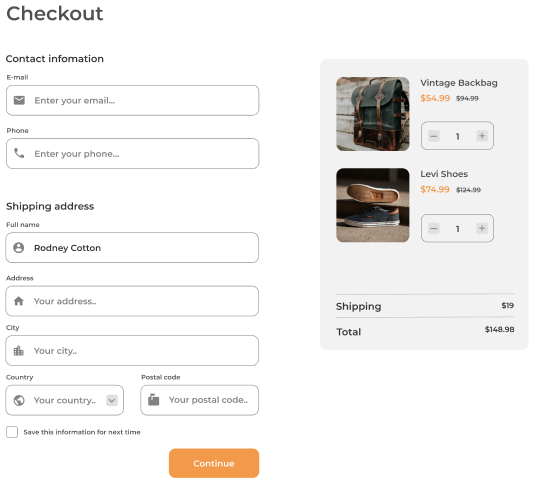 Checkout
Contact infomation
E-mail
Enter your email...
Phone
Enter your phone...
Shipping address
Full name
Rodney Cotton
Address
Your address..
City
Your city..
Country
Postal code
Your country..
Your postal code..
Save this information for next time
Continue
Vintage Backbag
$54.99 $94.99
1
Levi Shoes
$74.99 $124.99
1
Shipping $19
Total $148.98